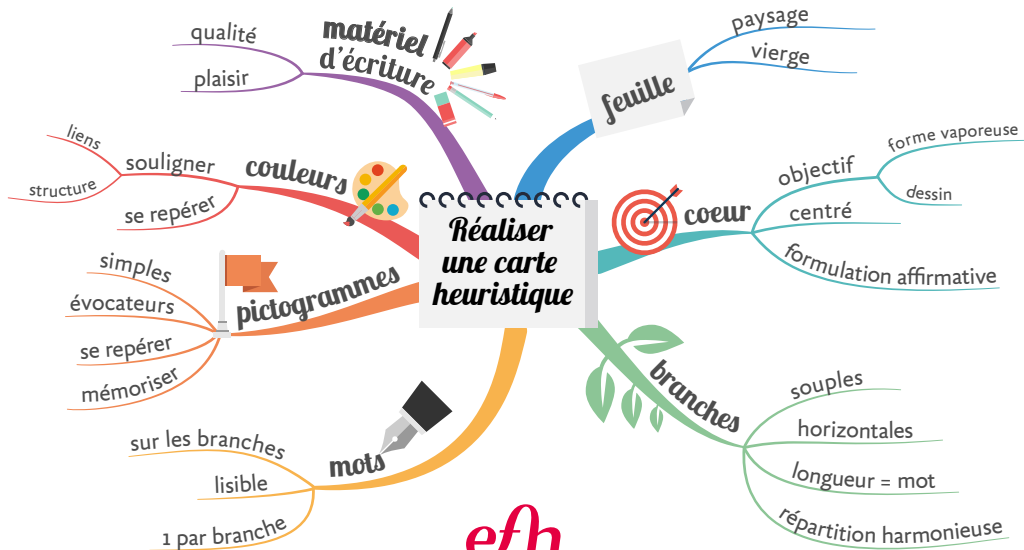 Réaliser
une carte
heuristique
feuille
paysage
vierge
coeur
objectif
forme vaporeuse
dessin
centré
formulation affirmative
branches
souples
horizontales
longueur = mot
répartition harmonieuse
mots
sur les branches
lisible
1 par branche
pictogrammes
simples
évocateurs
se repérer
mémoriser
couleurs
souligner
liens
structure
se repérer
matériel
d'écriture
qualité
plaisir
efh